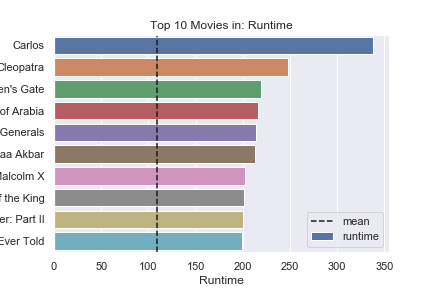 Top 10 Movies in: Runtime
Carlos
Cleopatra
en's Gate
of Arabia
Generals
aa Akbar
Malcolm X
f the King
er: Part II
Ever Told
mean
runtime
0 50 100 150 200 250 300 350
Runtime